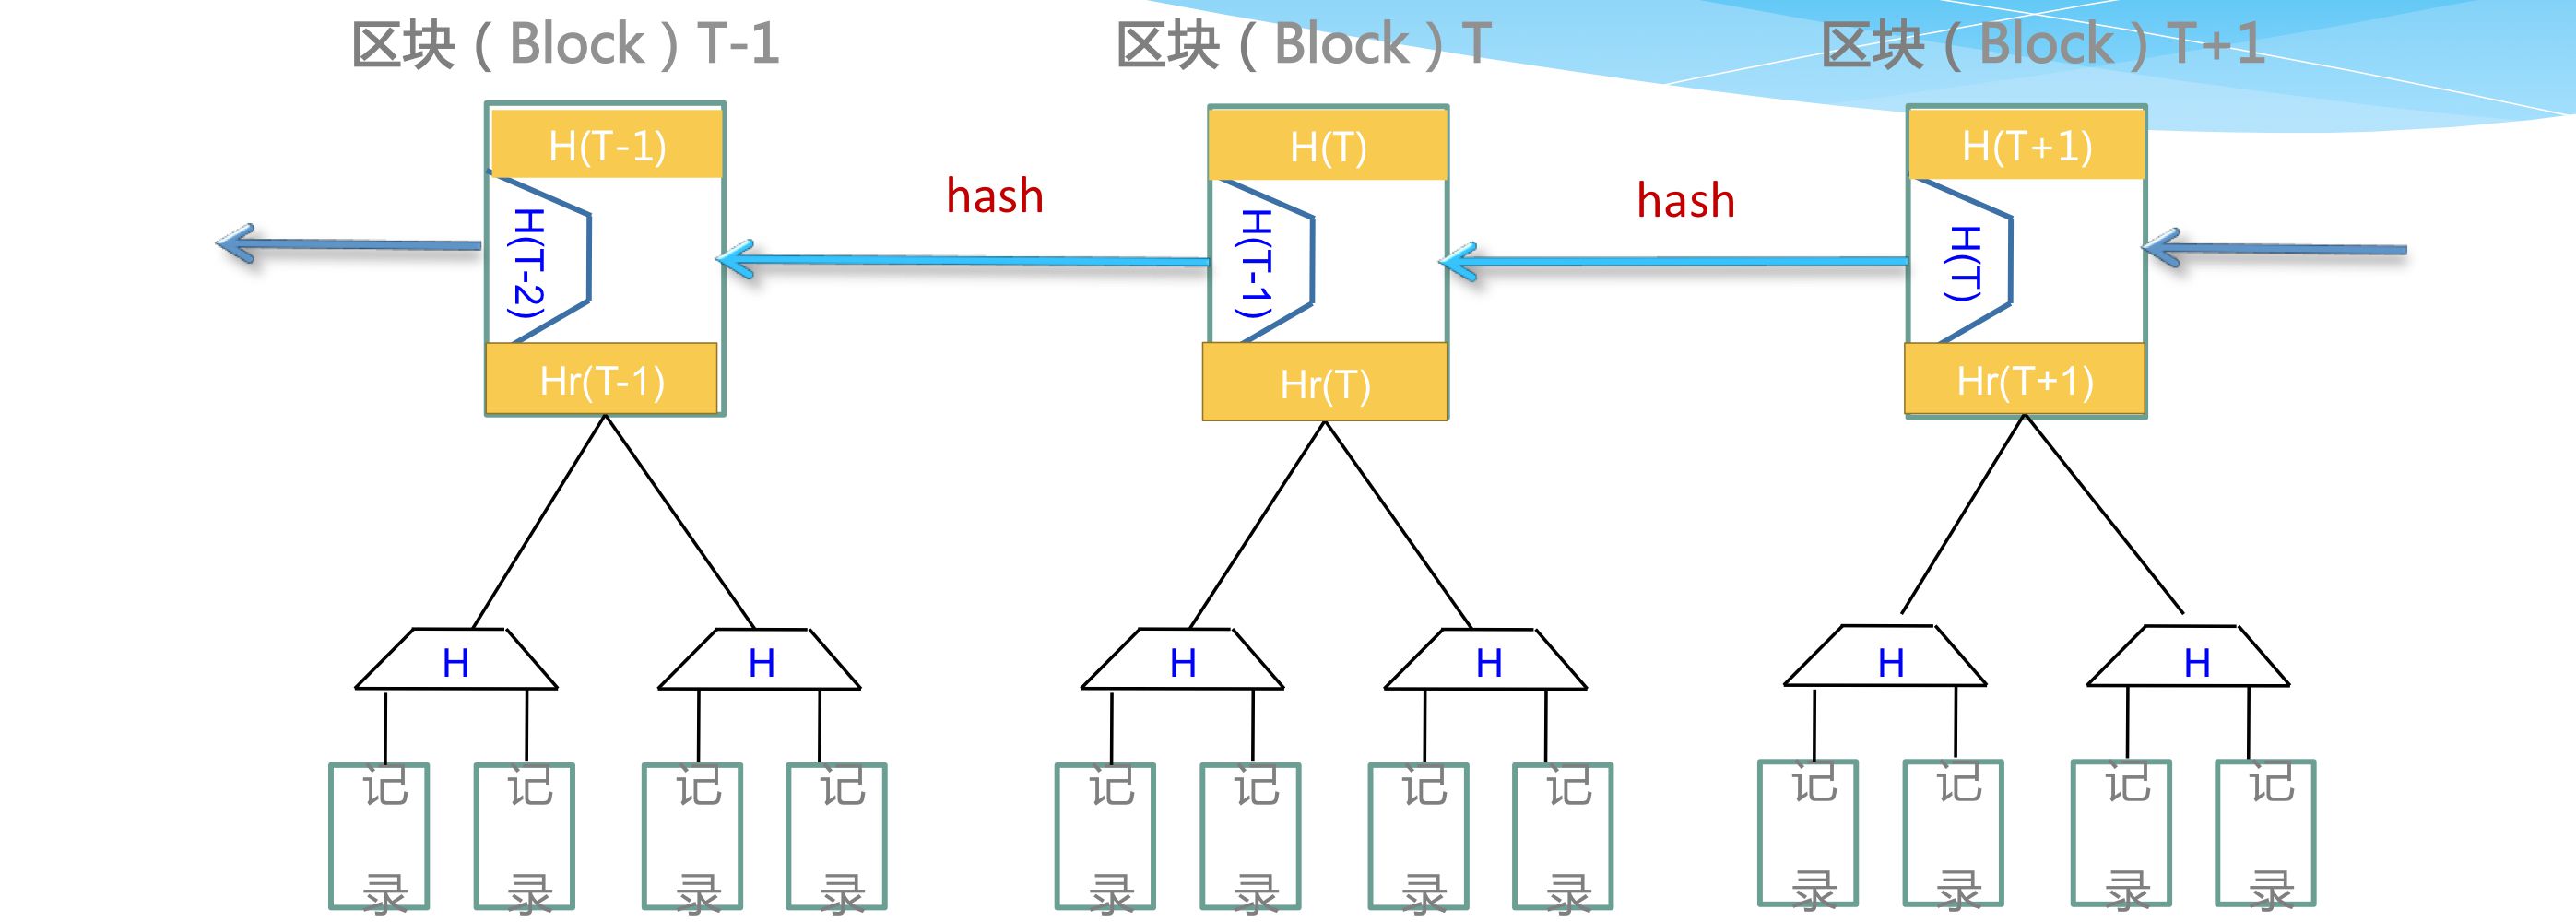 区块（Block）T-1
区块（Block）T
区块（Block）T+1
H(T-1)
H(T)
H(T+1)
hash
hash
H(T-2)
H(T-1)
H(T)
Hr(T-1)
Hr(T)
Hr(T+1)
H
H
H
H
H
H
记录
记录
记录
记录
记录
记录
记录
记录
记录
记录
记录
记录